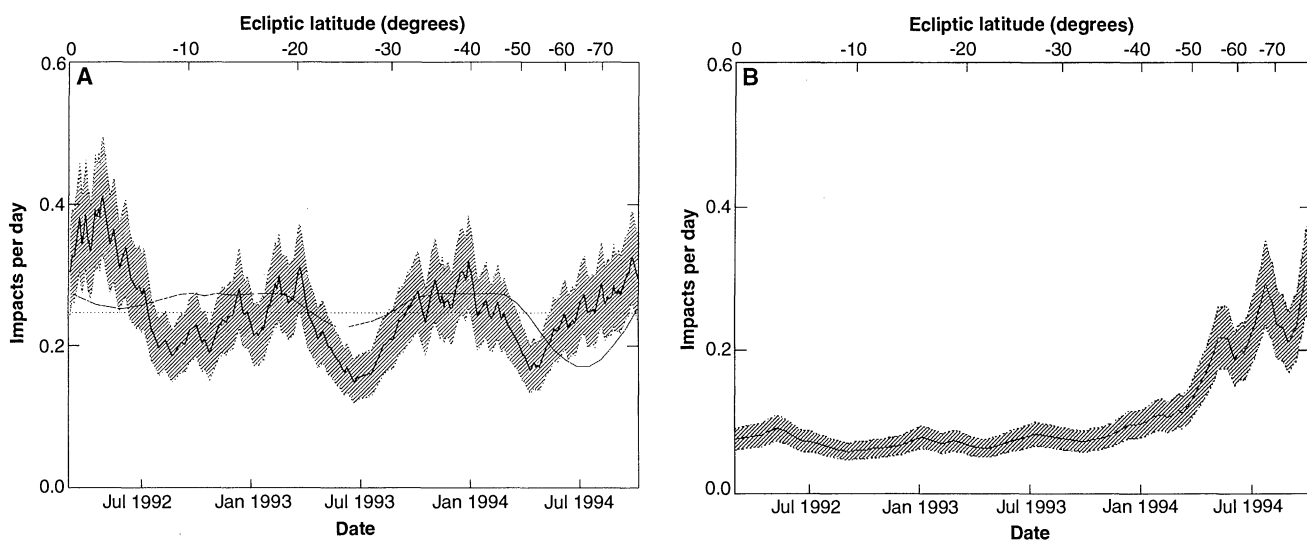 Ecliptic latitude (degrees)
0 -10 -20 -30 -40 -50 -60 -70
0.6
A
0.4
Impacts per day
0.2
0.0
Jul 1992 Jan 1993 Jul 1993 Jan 1994 Jul 1994
Date
Ecliptic latitude (degrees)
0 -10 -20 -30 -40 -50 -60 -70
0.6
B
0.4
Impacts per day
0.2
0.0
Jul 1992 Jan 1993 Jul 1993 Jan 1994 Jul 1994
Date